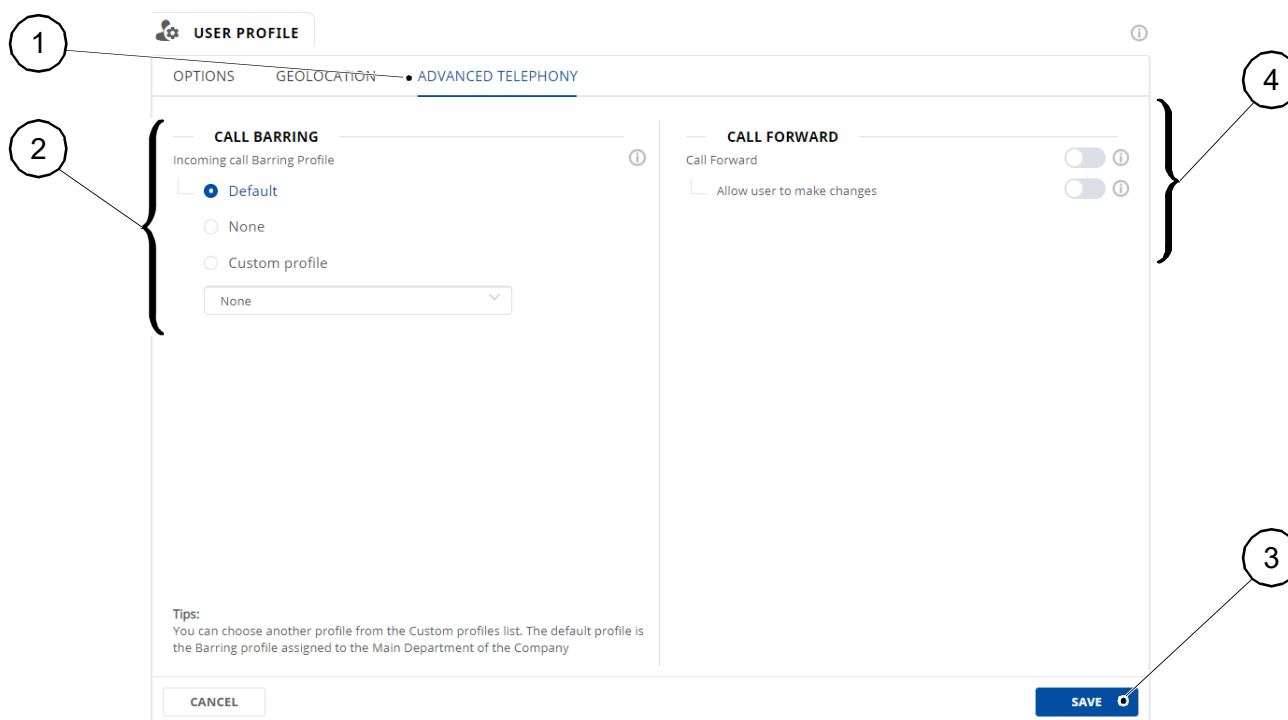 1
USER PROFILE
4
OPTIONS
GEOLOCATION
ADVANCED TELEPHONY
2
CALL BARRING
Incoming call Barring Profile
Default
None
Custom profile
None
CALL FORWARD
Call Forward
Allow user to make changes
3
Tips:
You can choose another profile from the Custom profiles list. The default profile is
the Barring profile assigned to the Main Department of the Company
CANCEL
SAVE